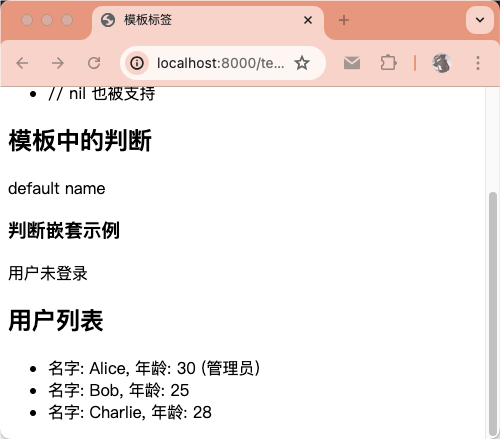 模板标签
localhost:8000/te...
// nil 也被支持
模板中的判断
default name
判断嵌套示例
用户未登录
用户列表
名字: Alice, 年龄: 30 (管理员)
名字: Bob, 年龄: 25
名字: Charlie, 年龄: 28